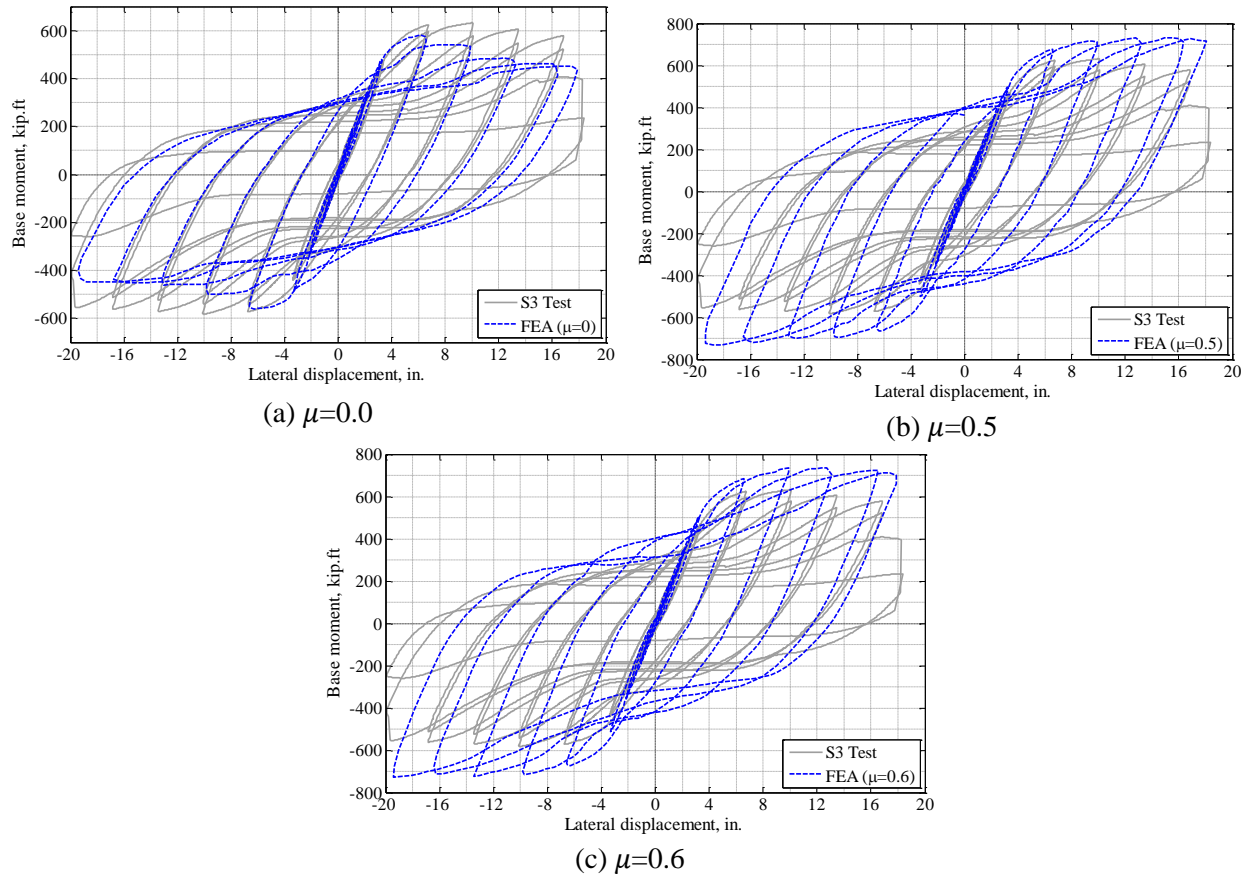 600
400
200
0
-200
-400
-600
Base moment, kip.ft
S3 Test
FEA (μ=0)
-20 -16 -12 -8 -4 0 4 8 12 16 20
Lateral displacement, in.
(a) μ=0.0
800
600
400
200
0
-200
-400
-600
-800
Base moment, kip.ft
S3 Test
FEA (μ=0.5)
-20 -16 -12 -8 -4 0 4 8 12 16 20
Lateral displacement, in.
(b) μ=0.5
800
600
400
200
0
-200
-400
-600
-800
Base moment, kip.ft
S3 Test
FEA (μ=0.6)
-20 -16 -12 -8 -4 0 4 8 12 16 20
Lateral displacement, in.
(c) μ=0.6